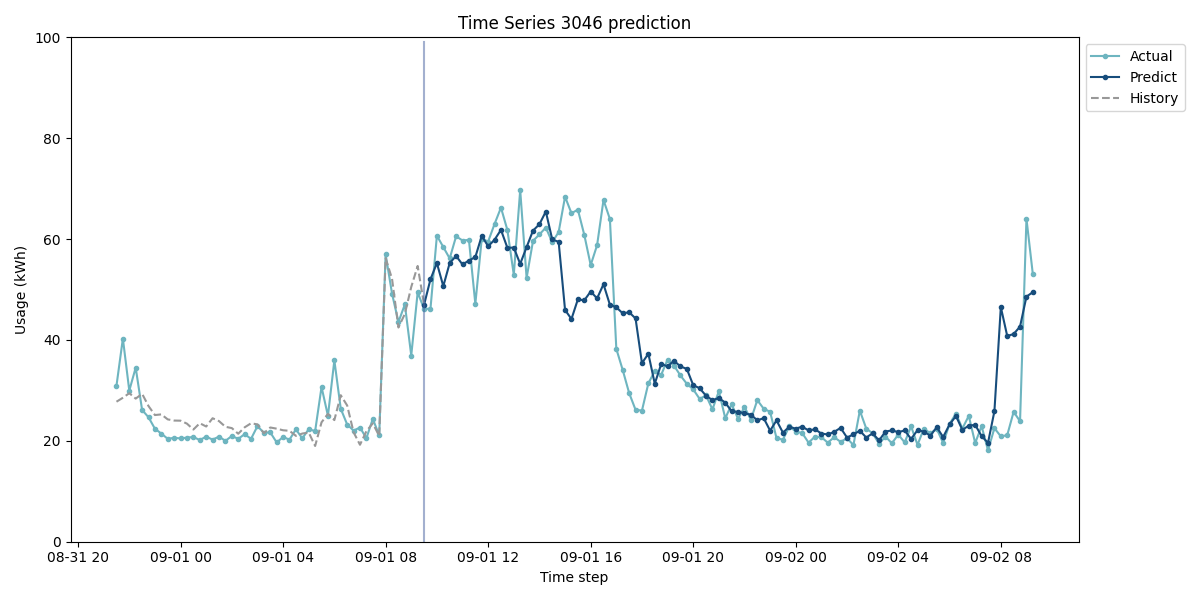 Time Series 3046 prediction
Usage (kWh)
100
80
60
40
20
0
08-31 20
09-01 00
09-01 04
09-01 08
09-01 12
09-01 16
09-01 20
09-02 00
09-02 04
09-02 08
Time step
Actual
Predict
History